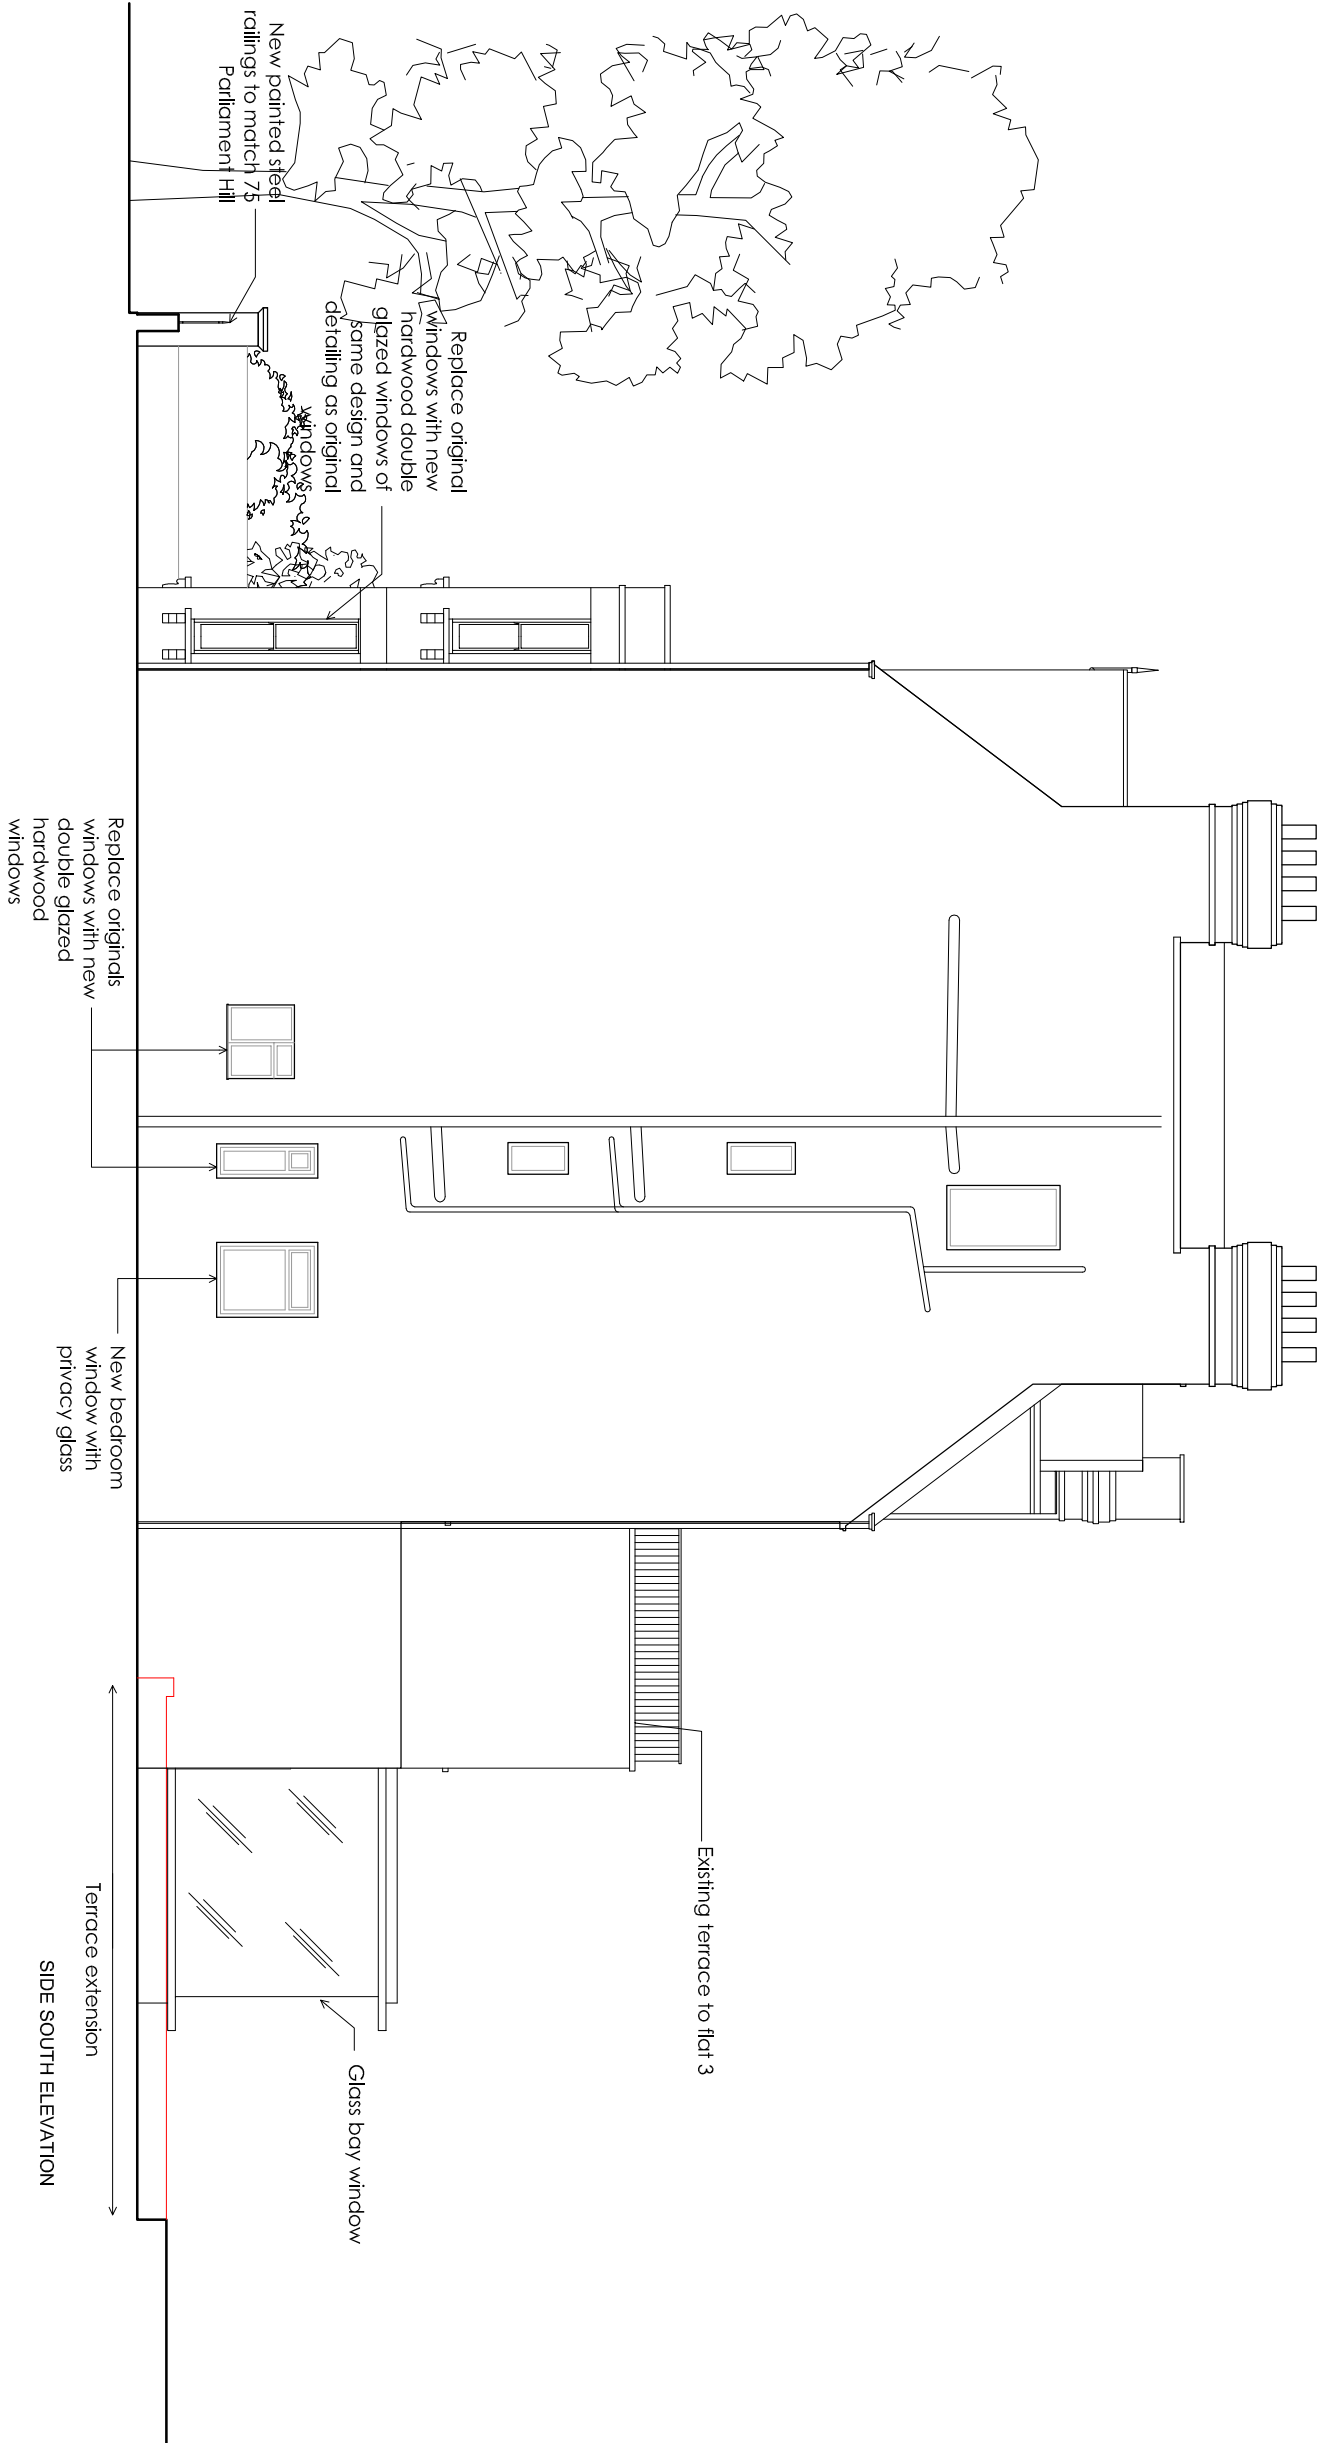 New painted steel
railings to match 75
Parliament Hill
Replace original
windows with new
hardwood double
glazed windows of
same design and
detailing as original
windows
Replace originals
windows with new
double glazed
hardwood
windows
New bedroom
window with
privacy glass
Existing terrace to flat 3
Glass bay window
Terrace extension
SIDE SOUTH ELEVATION